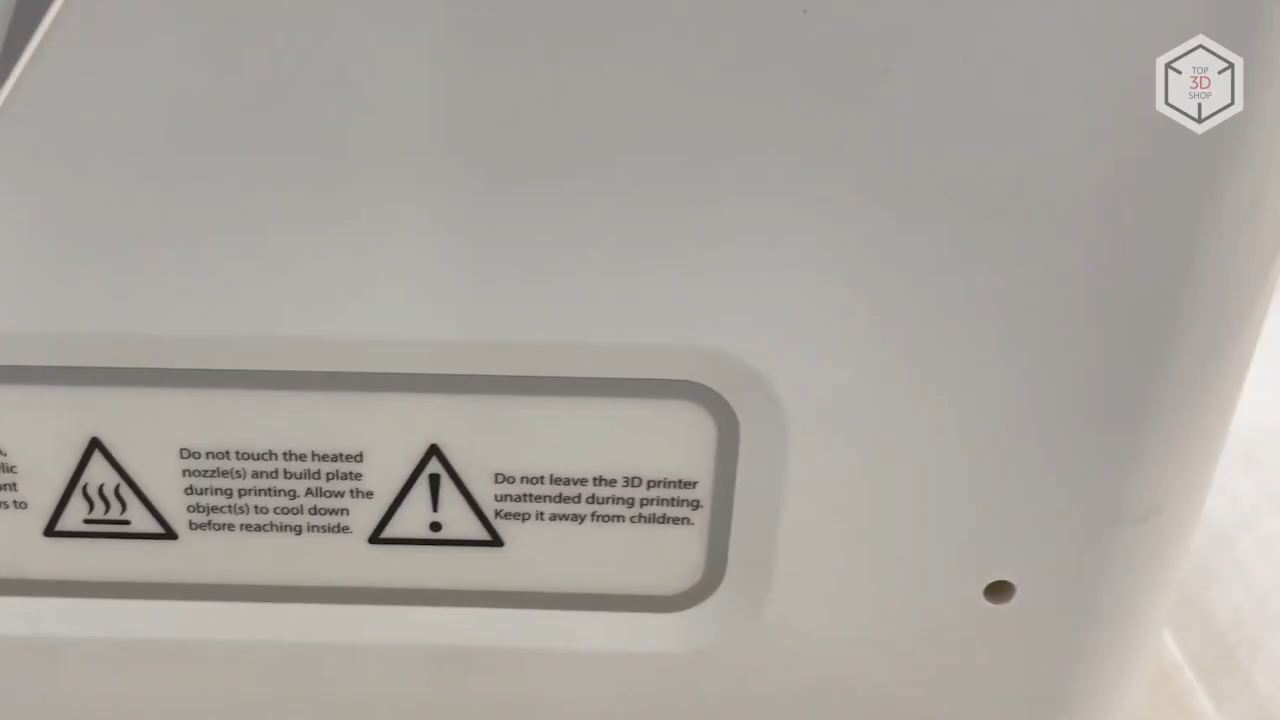 TOP
3D
SHOP
Do not touch the heated
nozzle(s) and build plate
during printing. Allow the
object(s) to cool down
before reaching inside.
Do not leave the 3D printer
unattended during printing.
Keep it away from children.